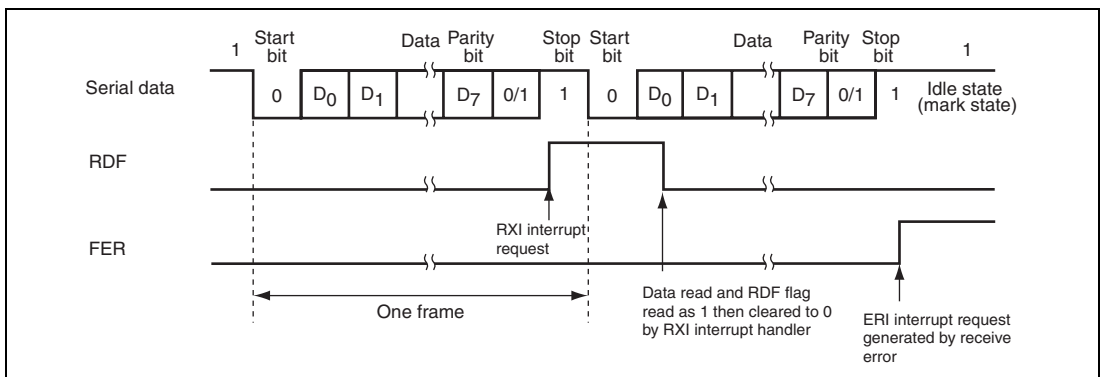 1 Start bit Data Parity bit Stop bit Start bit Data Parity bit Stop bit 1
Serial data 0 D0 D1 D7 0/1 1 0 D0 D1 D7 0/1 1 Idle state (mark state)
RDF
RXI interrupt
request
FER
One frame
Data read and RDF flag
read as 1 then cleared to 0
by RXI interrupt handler
ERI interrupt request
generated by receive
error